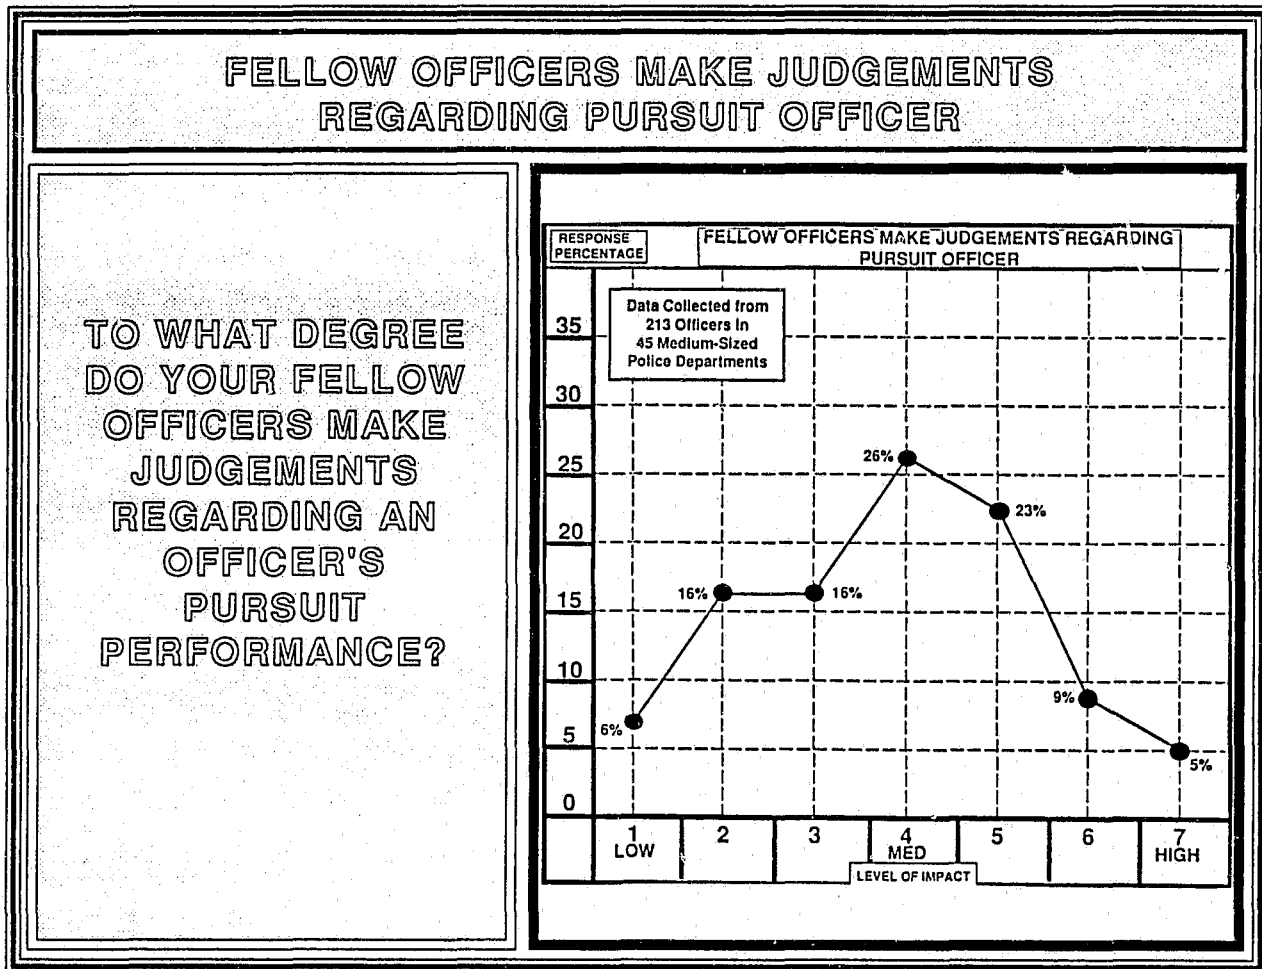 FELLOW OFFICERS MAKE JUDGEMENTS
REGARDING PURSUIT OFFICER
TO WHAT DEGREE
DO YOUR FELLOW
OFFICERS MAKE
JUDGEMENTS
REGARDING AN
OFFICER'S
PURSUIT
PERFORMANCE?
RESPONSE
PERCENTAGE
FELLOW OFFICERS MAKE JUDGEMENTS REGARDING
PURSUIT OFFICER
Data Collected from
213 Officers in
45 Medium-Sized
Police Departments
35
30
25
20
15
10
5
0
6%
16%
16%
26%
23%
9%
5%
1 2 3 4 5 6 7
LOW MED HIGH
LEVEL OF IMPACT